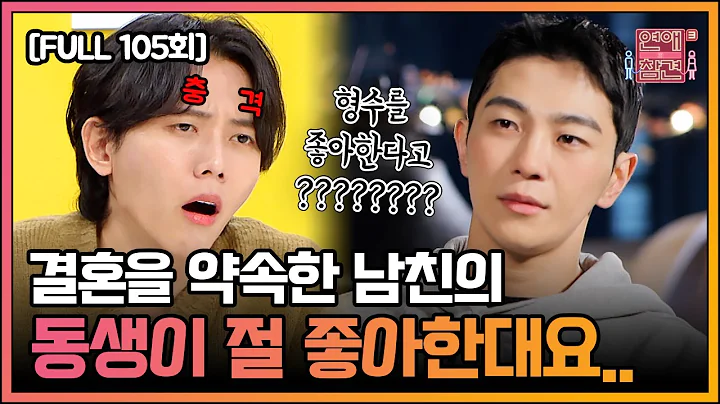 [FULL 105회]
연애
참견 3
충 격
형수를
좋아한다고
????????
결혼을 약속한 남친의
동생이 절 좋아한대요..